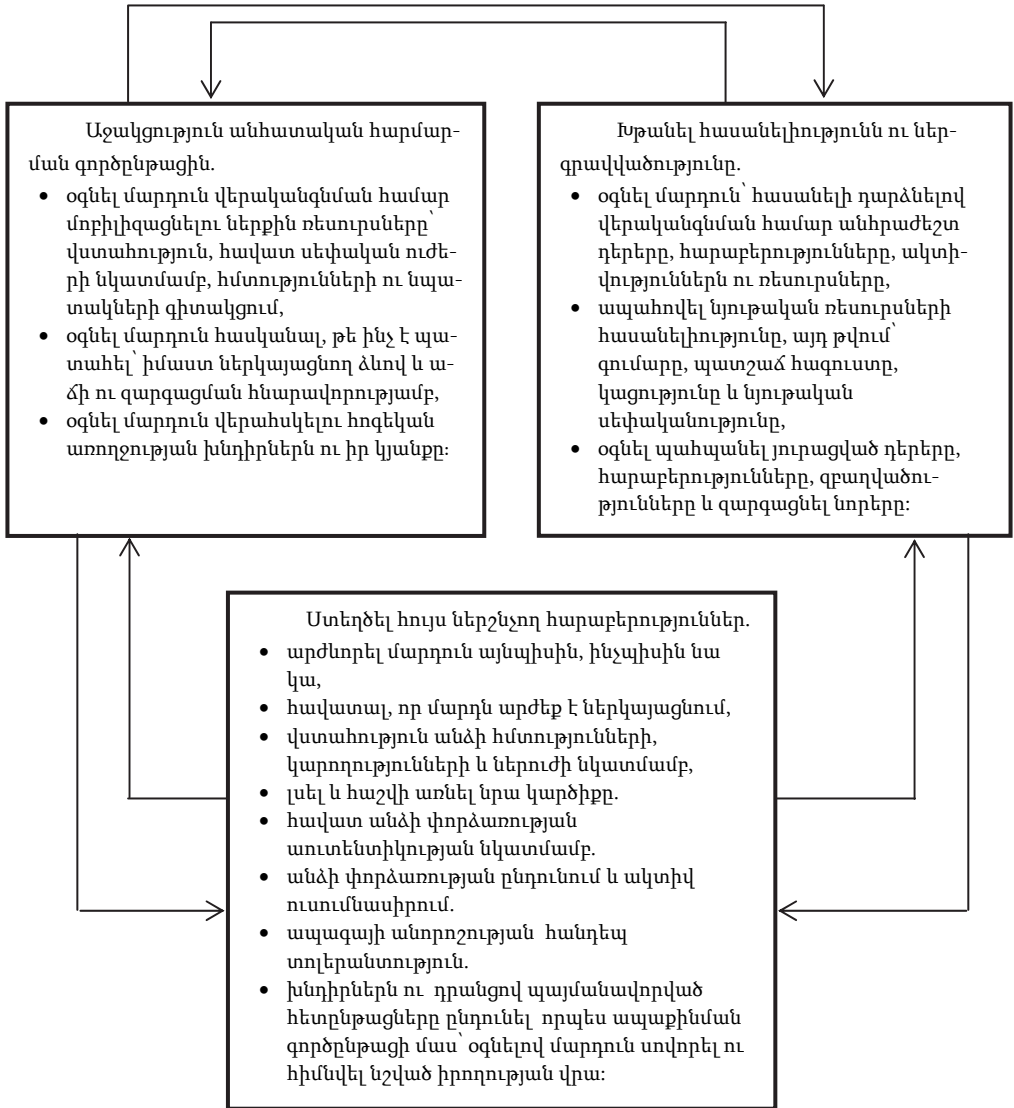 Աջակցություն անհատական հարմար-
ման գործընթացին.
• օգնել մարդուն վերականգնման համար
մոբիլիզացնելու ներքին ռեսուրսները՝
վստահություն, հավատ սեփական ուժե-
րի նկատմամբ, հմտությունների ու նպա-
տակների գիտակցում,
• օգնել մարդուն հասկանալ, թե ինչ է պա-
տահել՝ իմաստ ներկայացնող ձևով և ա-
ճի ու զարգացման հնարավորությամբ,
• օգնել մարդուն վերահսկելու հոգեկան
առողջության խնդիրներն ու իր կյանքը:
Խթանել հասանելիությունն ու ներ-
գրավվածությունը.
• օգնել մարդուն՝ հասանելի դարձնելով
վերականգնման համար անհրաժեշտ
դերերը, հարաբերությունները, ակտի-
վություններն ու ռեսուրսները,
• ապահովել նյութական ռեսուրսների
հասանելիությունը, այդ թվում՝
գումարը, պատշաճ հագուստը,
կացությունը և նյութական
սեփականությունը,
• օգնել պահպանել յուրացված դերերը,
հարաբերությունները, զբաղվածու-
թյունները և զարգացնել նորերը:
Ստեղծել հույս ներշնչող հարաբերություններ.
• արժևորել մարդուն այնպիսին, ինչպիսին նա
կա,
• հավատալ, որ մարդն արժեք է ներկայացնում,
• վստահություն անձի հմտությունների,
կարողությունների և ներուժի նկատմամբ,
• լսել և հաշվի առնել նրա կարծիքը.
• հավատ անձի փորձառության
աուտենտիկության նկատմամբ.
• անձի փորձառության ընդունում և ակտիվ
ուսումնասիրում.
• ապագայի անորոշության հանդեպ
տոլերանտություն.
• խնդիրներն ու դրանցով պայմանավորված
հետընթացները ընդունել որպես ապաքինման
գործընթացի մաս՝ օգնելով մարդուն սովորել ու
հիմնվել նշված իրողության վրա: